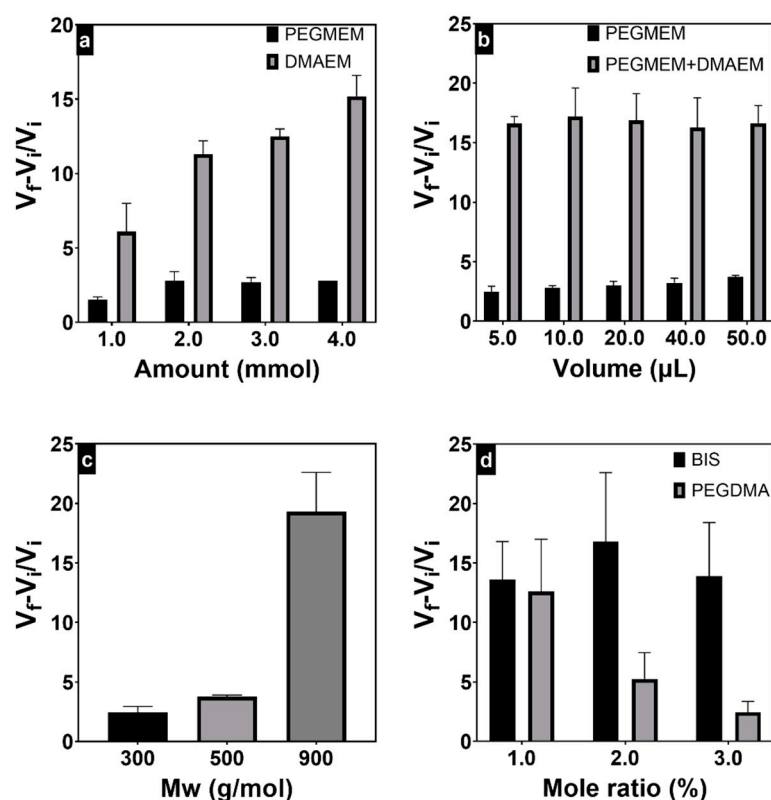 a
PEGMEM
DMAEM
20
15
10
5
0
Vf-Vi/Vi
1.0 2.0 3.0 4.0
Amount (mmol)
b
PEGMEM
PEGMEM+DMAEM
25
20
15
10
5
0
Vf-Vi/Vi
5.0 10.0 20.0 40.0 50.0
Volume (µL)
c
25
20
15
10
5
0
Vf-Vi/Vi
300 500 900
Mw (g/mol)
d
BIS
PEGDMA
25
20
15
10
5
0
Vf-Vi/Vi
1.0 2.0 3.0
Mole ratio (%)